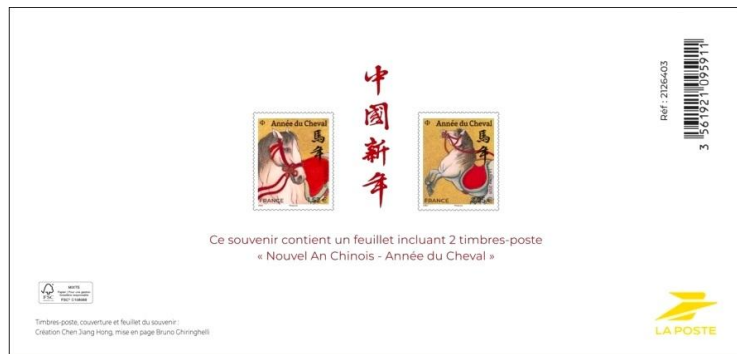 中
國
新
年
Année du Cheval
馬
年
FRANCE
Année du Cheval
馬
年
FRANCE
Ce souvenir contient un feuillet incluant 2 timbres-poste
« Nouvel An Chinois - Année du Cheval »
Réf : 2126403
3 561921 095911
FSC
MIXTE
Timbres-poste, couverture et feuillet du souvenir :
Création Chen Jiang Hong, mise en page Bruno Ghiringhelli
LA POSTE